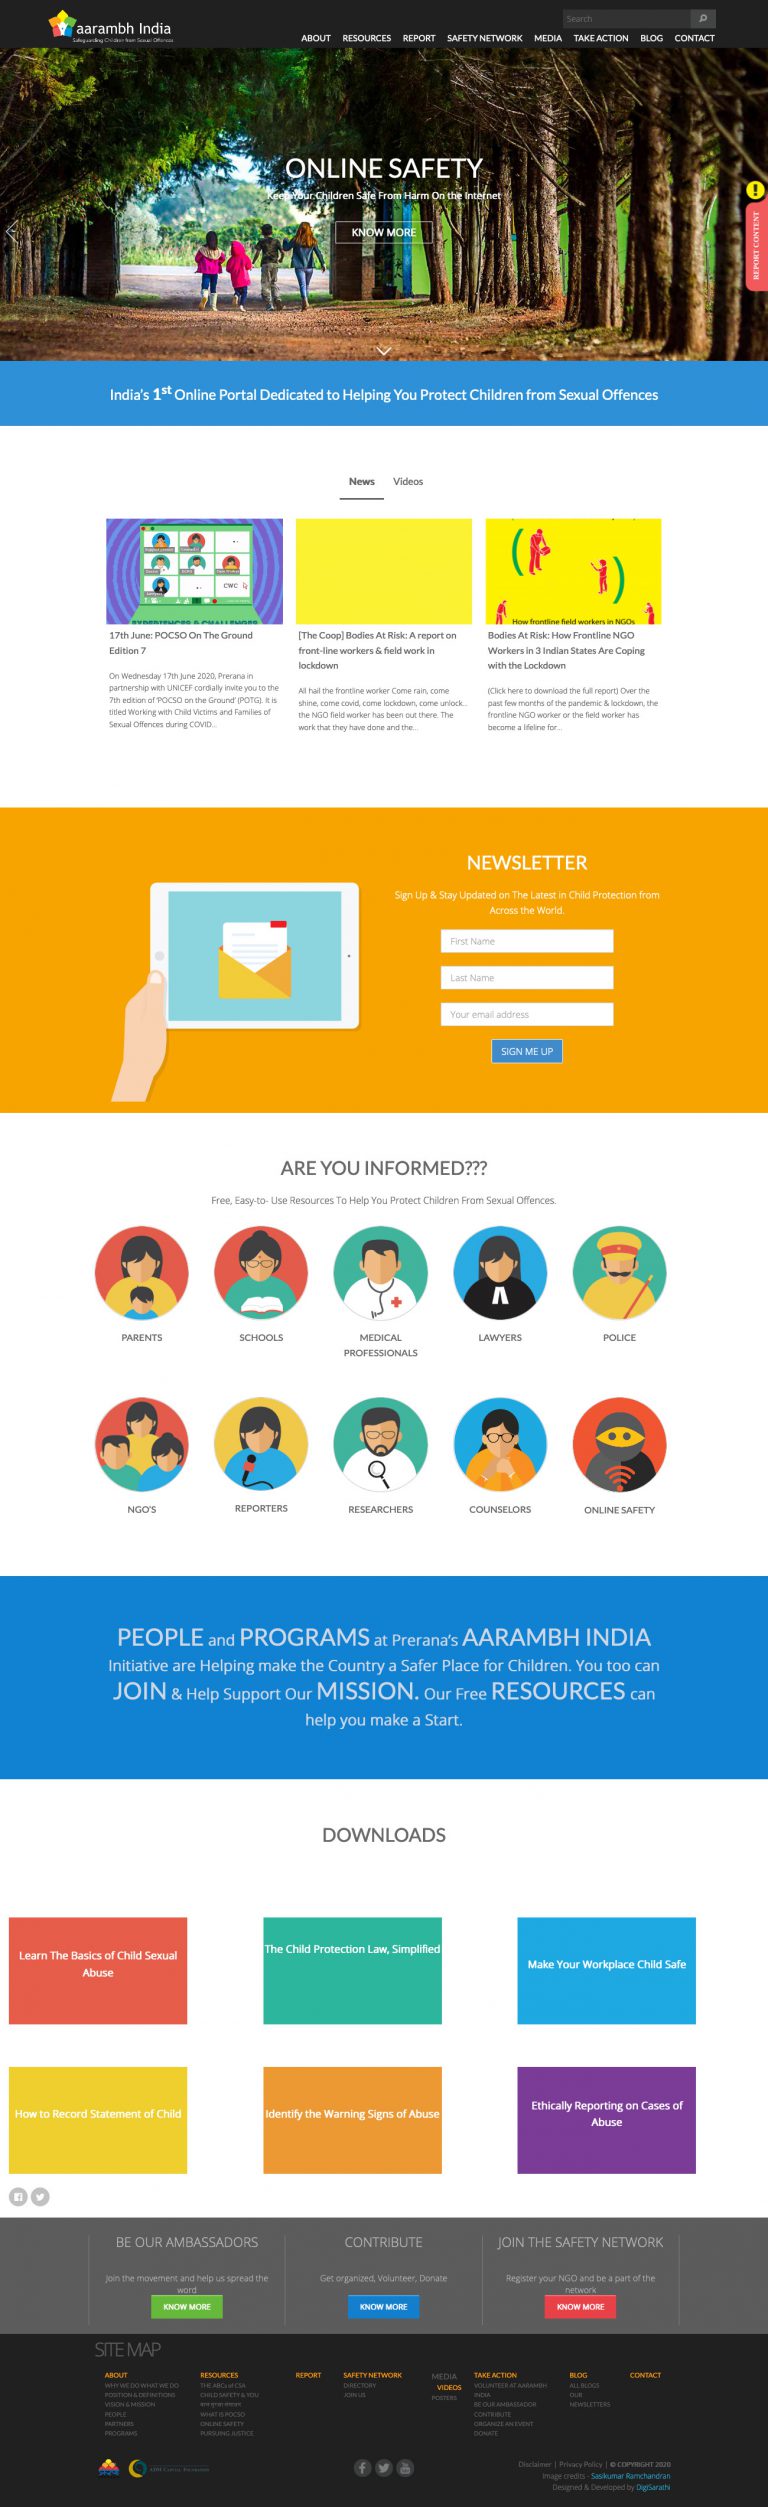 aarambh India
Safeguarding Children from Sexual Offences
Search
ABOUT RESOURCES REPORT SAFETY NETWORK MEDIA TAKE ACTION BLOG CONTACT
ONLINE SAFETY
Keep Your Children Safe From Harm On the Internet
KNOW MORE
REPORT CONTENT
India's 1st Online Portal Dedicated to Helping You Protect Children from Sexual Offences
News Videos
CWC
EXPERIENCES & CHALLENGES
How frontline field workers in NGOs
17th June: POCSO On The Ground
Edition 7
On Wednesday 17th June 2020, Prerana in
partnership with UNICEF cordially invite you to the
7th edition of 'POCSO on the Ground' (POTG). It is
titled Working with Child Victims and Families of
Sexual Offences during COVID...
[The Coop] Bodies At Risk: A report on
front-line workers & field work in
lockdown
All hail the frontline worker Come rain, come
shine, come covid, come lockdown, come unlock...
the NGO field worker has been out there. The
work that they have done and the...
Bodies At Risk: How Frontline NGO
Workers in 3 Indian States Are Coping
with the Lockdown
(Click here to download the full report) Over the
past few months of the pandemic & lockdown, the
frontline NGO worker or the field worker has
become a lifeline for...
NEWSLETTER
Sign Up & Stay Updated on The Latest in Child Protection from
Across the World.
First Name
Last Name
Your email address
SIGN ME UP
ARE YOU INFORMED???
Free, Easy-to- Use Resources To Help You Protect Children From Sexual Offences.
PARENTS
SCHOOLS
MEDICAL
PROFESSIONALS
LAWYERS
POLICE
NGO'S
REPORTERS
RESEARCHERS
COUNSELORS
ONLINE SAFETY
PEOPLE and PROGRAMS at Prerana's AARAMBH INDIA
Initiative are Helping make the Country a Safer Place for Children. You too can
JOIN & Help Support Our MISSION. Our Free RESOURCES can
help you make a Start.
DOWNLOADS
Learn The Basics of Child Sexual
Abuse
The Child Protection Law, Simplified
Make Your Workplace Child Safe
How to Record Statement of Child
Identify the Warning Signs of Abuse
Ethically Reporting on Cases of
Abuse
BE OUR AMBASSADORS
Join the movement and help us spread the
word
KNOW MORE
CONTRIBUTE
Get organized, Volunteer, Donate
KNOW MORE
JOIN THE SAFETY NETWORK
Register your NGO and be a part of the
network
KNOW MORE
SITE MAP
ABOUT
WHY WE DO WHAT WE DO
POSITION & DEFINITIONS
VISION & MISSION
PEOPLE
PARTNERS
PROGRAMS
RESOURCES
THE ABCs of CSA
CHILD SAFETY & YOU
WHAT IS POCSO
ONLINE SAFETY
PURSUING JUSTICE
REPORT
SAFETY NETWORK
DIRECTORY
JOIN US
MEDIA
VIDEOS
POSTERS
TAKE ACTION
VOLUNTEER AT AARAMBH
INDIA
BE OUR AMBASSADOR
CONTRIBUTE
ORGANIZE AN EVENT
DONATE
BLOG
ALL BLOGS
OUR
NEWSLETTERS
CONTACT
ADM Capital Foundation
Disclaimer | Privacy Policy | © COPYRIGHT 2020
Image credits - Sasikumar Ramchandran
Designed & Developed by DigiSarathi